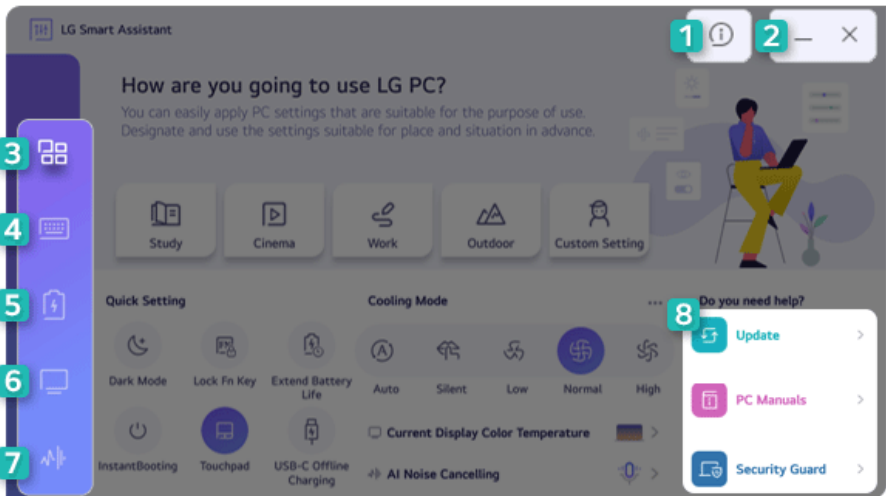 LG Smart Assistant
1
2
How are you going to use LG PC?
You can easily apply PC settings that are suitable for the purpose of use.
Designate and use the settings suitable for place and situation in advance.
3
4
5
6
7
Study
Cinema
Work
Outdoor
Custom Setting
Quick Setting
Dark Mode
Lock Fn Key
Extend Battery
Life
InstantBooting
Touchpad
USB-C Offline
Charging
Cooling Mode
Auto
Silent
Low
Normal
High
Current Display Color Temperature
AI Noise Cancelling
Do you need help?
8
Update
PC Manuals
Security Guard